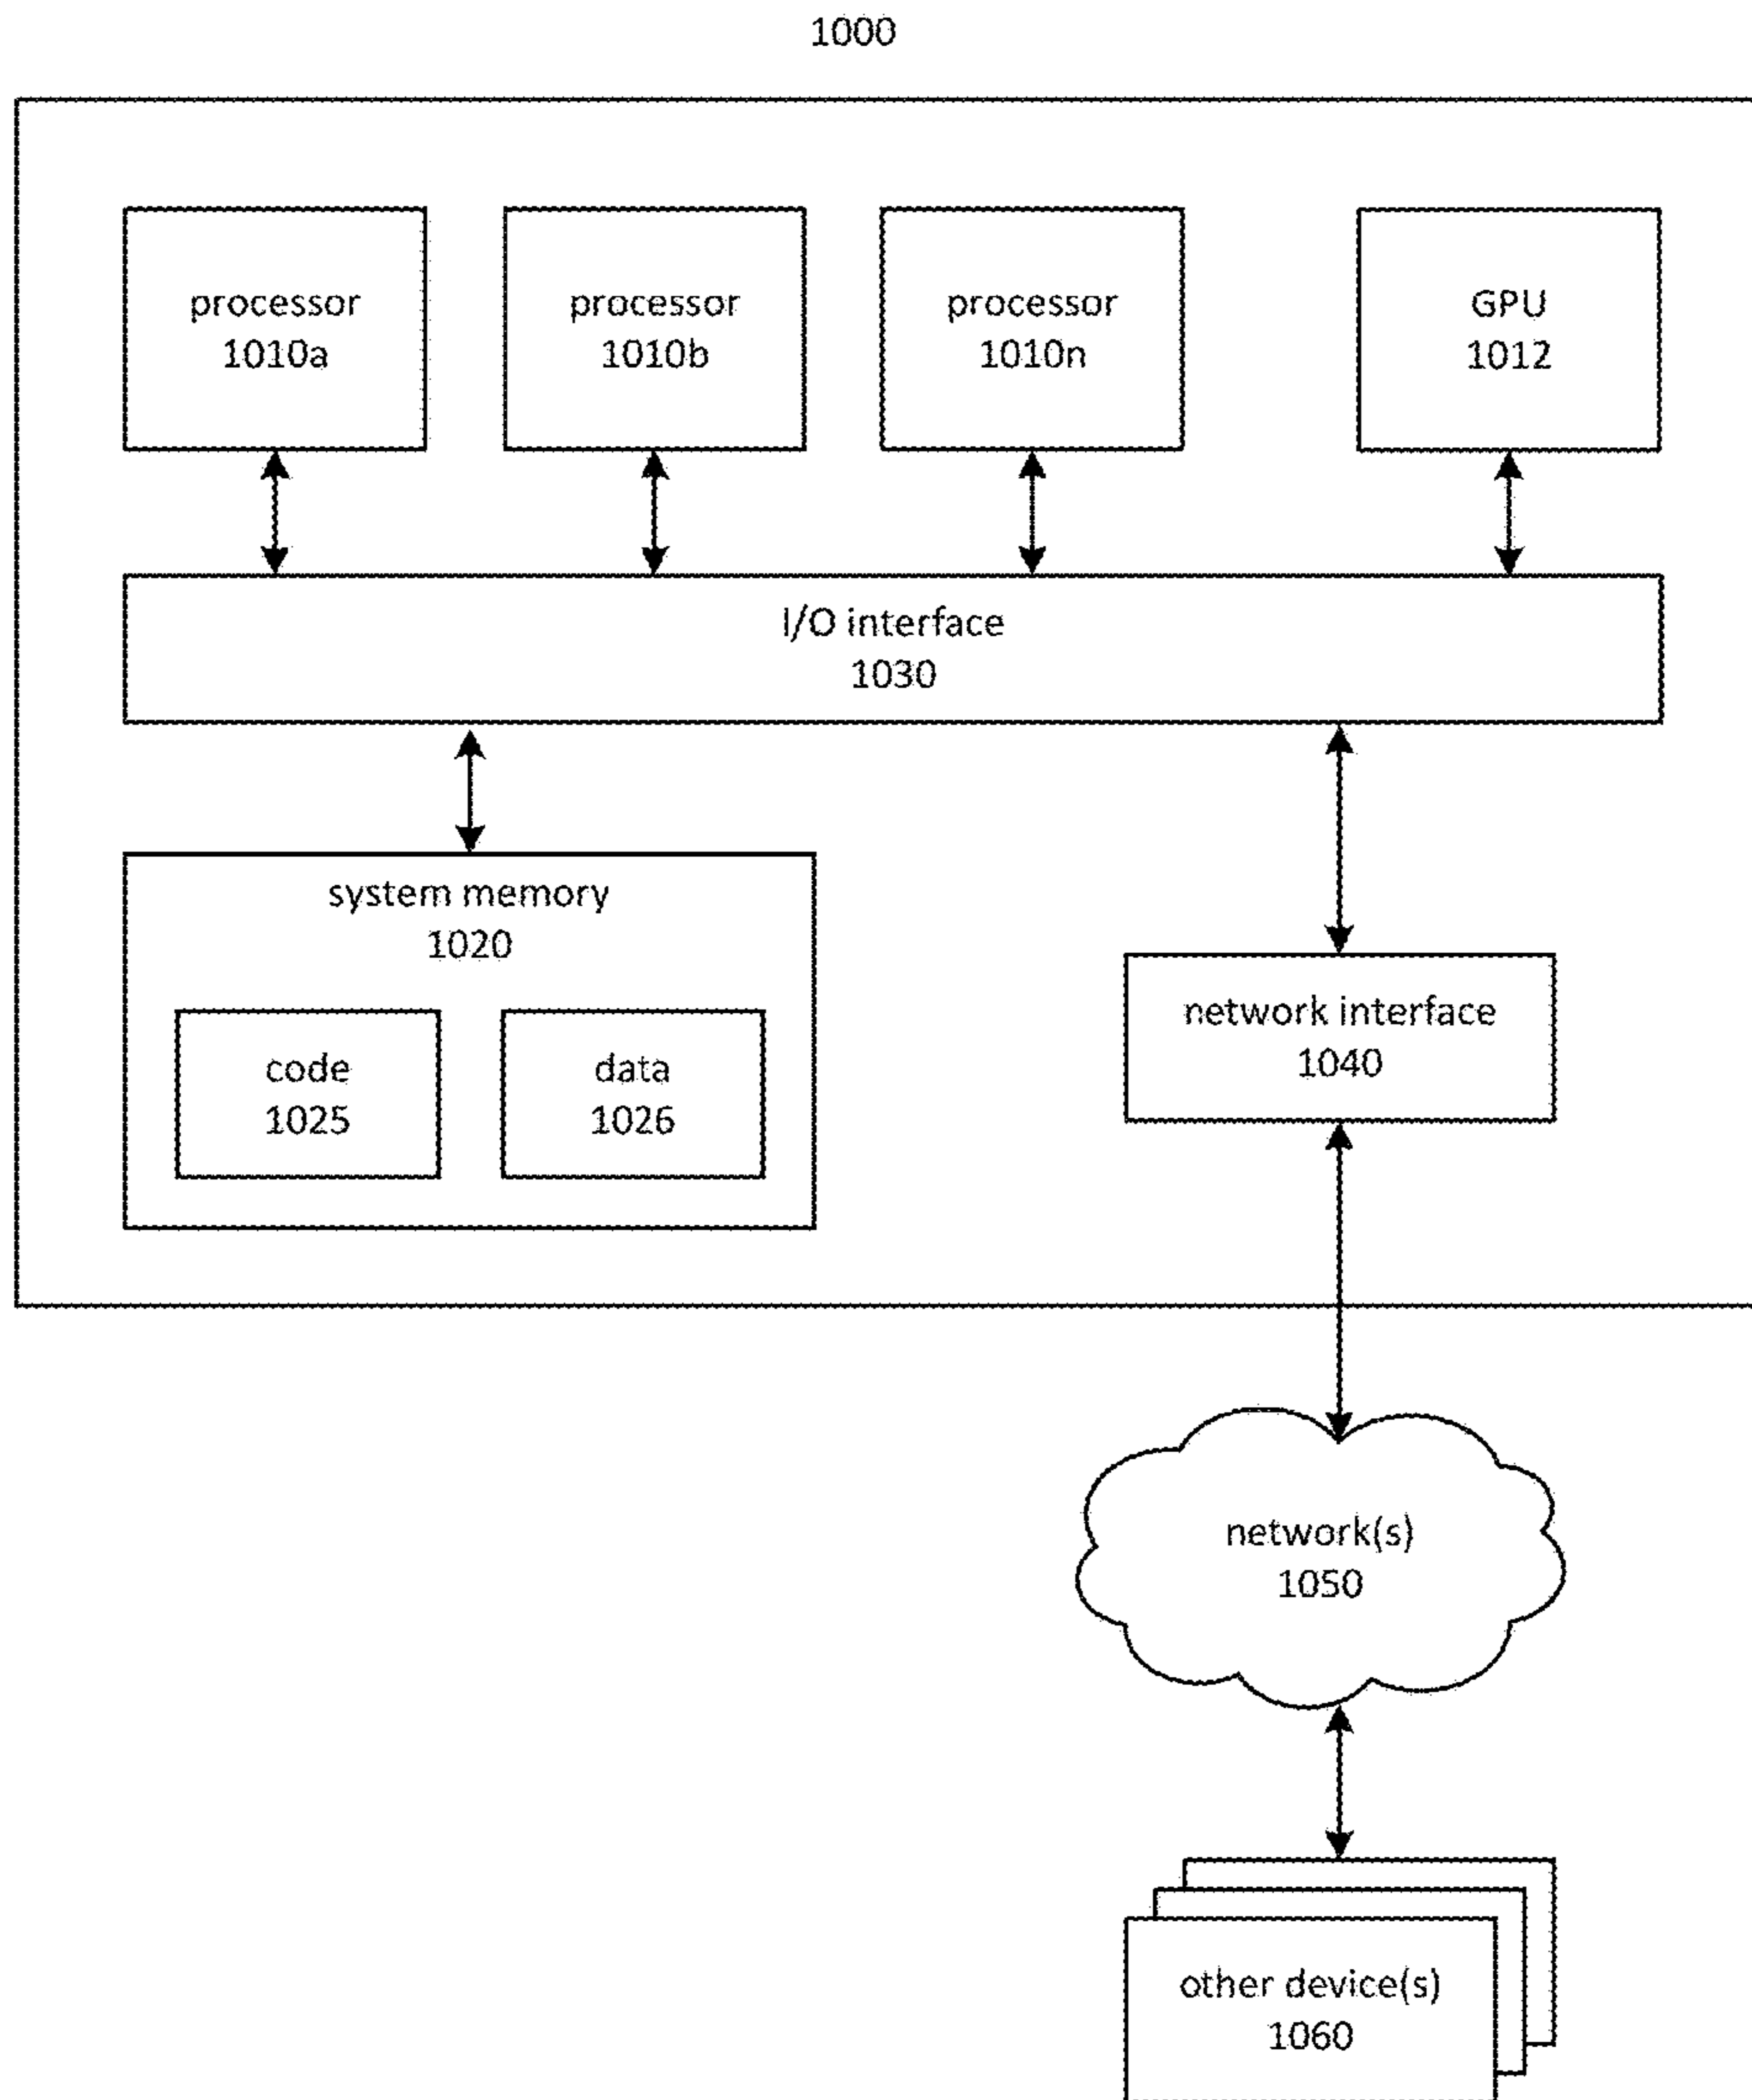 1000
processor
1010a
processor
1010b
processor
1010n
GPU
1012
I/O interface
1030
system memory
1020
code
1025
data
1026
network interface
1040
network(s)
1050
other device(s)
1060